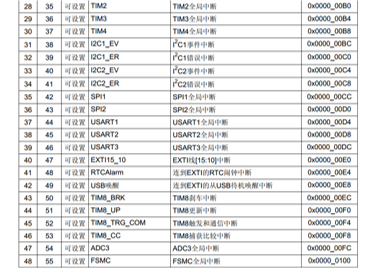 28 35 可设置 TIM2 TIM2全局中断 0x0000_00B0
29 36 可设置 TIM3 TIM3全局中断 0x0000_00B4
30 37 可设置 TIM4 TIM4全局中断 0x0000_00B8
31 38 可设置 I2C1_EV I²C1事件中断 0x0000_00BC
32 39 可设置 I2C1_ER I²C1错误中断 0x0000_00C0
33 40 可设置 I2C2_EV I²C2事件中断 0x0000_00C4
34 41 可设置 I2C2_ER I²C2错误中断 0x0000_00C8
35 42 可设置 SPI1 SPI1全局中断 0x0000_00CC
36 43 可设置 SPI2 SPI2全局中断 0x0000_00D0
37 44 可设置 USART1 USART1全局中断 0x0000_00D4
38 45 可设置 USART2 USART2全局中断 0x0000_00D8
39 46 可设置 USART3 USART3全局中断 0x0000_00DC
40 47 可设置 EXTI15_10 EXTI线[15:10]中断 0x0000_00E0
41 48 可设置 RTCAlarm 连到EXTI的RTC闹钟中断 0x0000_00E4
42 49 可设置 USB唤醒 连到EXTI的从USB待机唤醒中断 0x0000_00E8
43 50 可设置 TIM8_BRK TIM8刹车中断 0x0000_00EC
44 51 可设置 TIM8_UP TIM8更新中断 0x0000_00F0
45 52 可设置 TIM8_TRG_COM TIM8触发和通信中断 0x0000_00F4
46 53 可设置 TIM8_CC TIM8捕获比较中断 0x0000_00F8
47 54 可设置 ADC3 ADC3全局中断 0x0000_00FC
48 55 可设置 FSMC FSMC全局中断 0x0000_0100